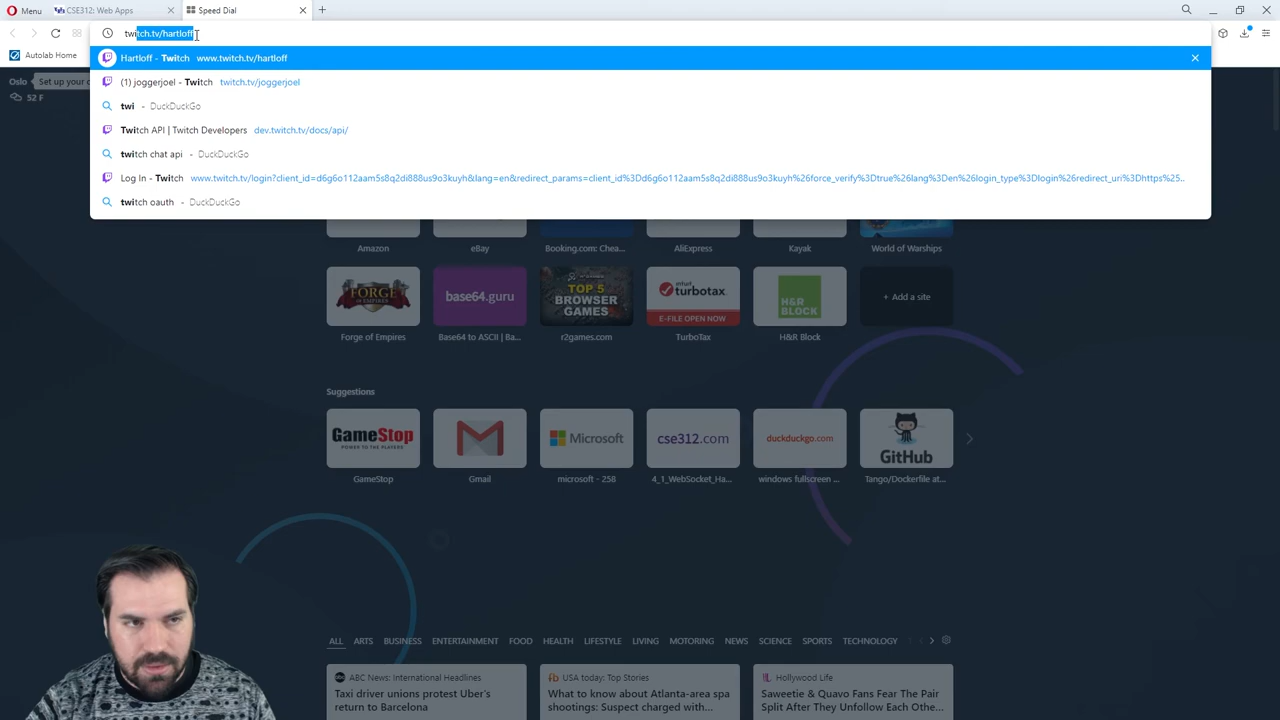 Menu
CSE312: Web Apps
Speed Dial
twitch.tv/hartloff
Autolab Home
Hartloff - Twitch www.twitch.tv/hartloff
(1) joggerjoel - Twitch twitch.tv/joggerjoel
twi - DuckDuckGo
Twitch API | Twitch Developers dev.twitch.tv/docs/api/
twitch chat api - DuckDuckGo
Log In - Twitch www.twitch.tv/login?client_id=d6g6o112aam5s8q2di888us9o3kuyh&lang=en&redirect_params=client_id%3Dd6g6o112aam5s8q2di888us9o3kuyh%26force_verify%3Dtrue%26lang%3Den%26login_type%3Dlogin%26redirect_uri%3Dhttps%25..
twitch oauth - DuckDuckGo
Oslo
Set up your
52 F
Amazon
eBay
Booking.com: Chea...
AliExpress
Kayak
World of Warships
FORGE OF EMPIRES
base64.guru
TOP 5 BROWSER GAMES
intuit turbotax
E-FILE OPEN NOW
H&R BLOCK
+ Add a site
Forge of Empires
Base64 to ASCII | Ba...
r2games.com
TurboTax
H&R Block
Suggestions
GameStop
POWER TO THE PLAYERS
Microsoft
cse312.com
duckduckgo.com
GitHub
GameStop
Gmail
microsoft - 258
4_1_WebSocket_Ha...
windows fullscreen ...
Tango/Dockerfile at...
ALL ARTS BUSINESS ENTERTAINMENT FOOD HEALTH LIFESTYLE LIVING MOTORING NEWS SCIENCE SPORTS TECHNOLOGY
ABC News: International Headlines
Taxi driver unions protest Uber's
return to Barcelona
USA today: Top Stories
What to know about Atlanta-area spa
shootings: Suspect charged with...
Hollywood Life
Saweetie & Quavo Fans Fear The Pair
Split After They Unfollow Each Othe...